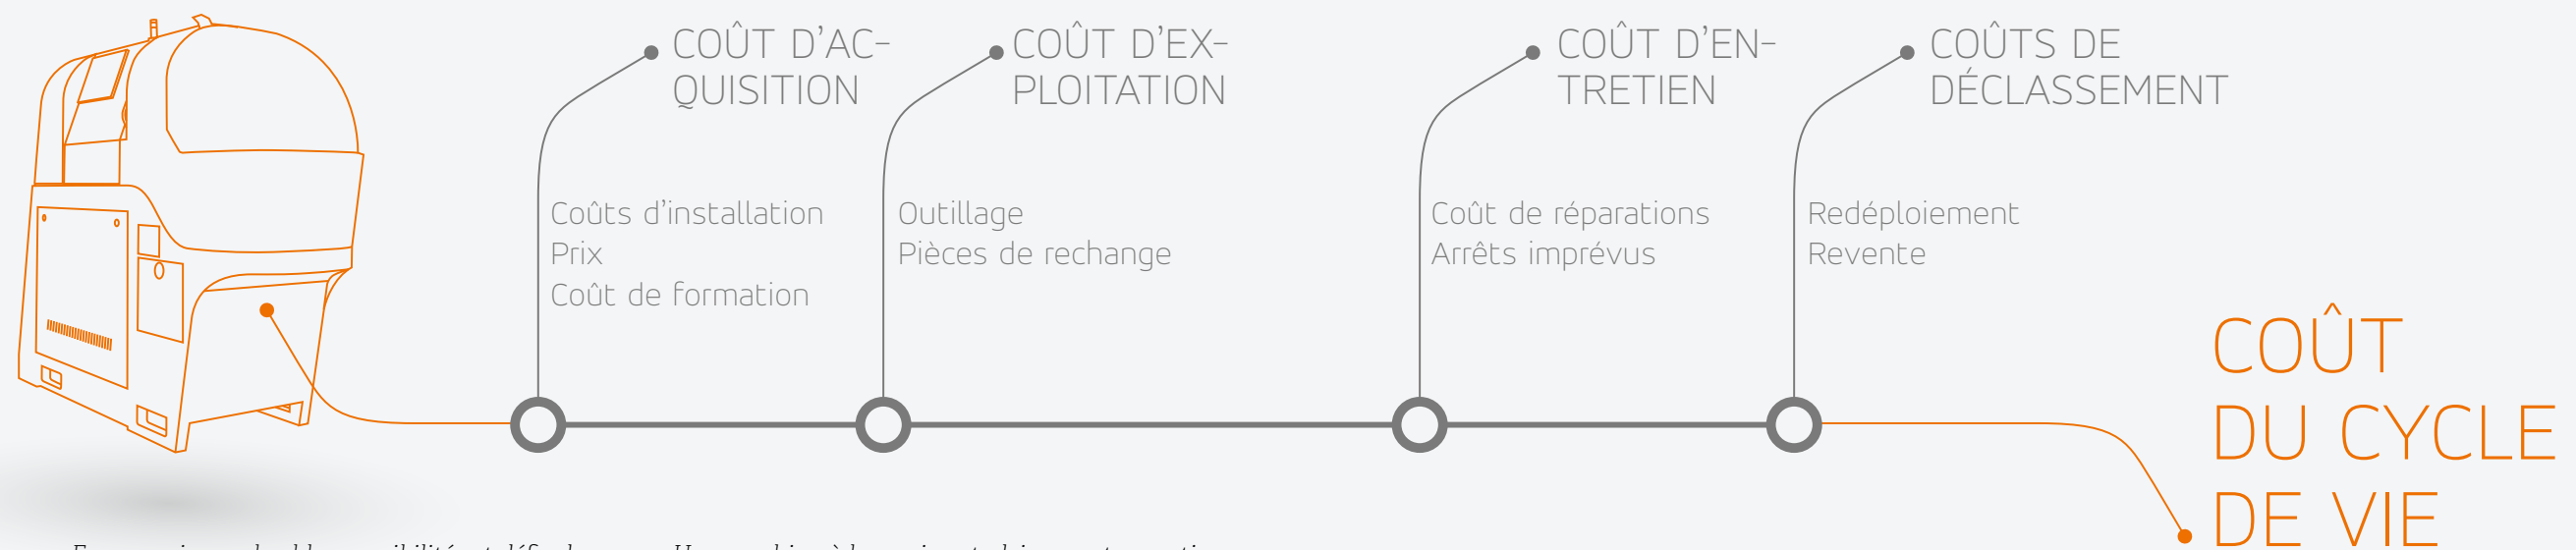 COÛT D’AC-
QUISITION
Coûts d’installation
Prix
Coût de formation
COÛT D’EX-
PLOITATION
Outillage
Pièces de rechange
COÛT D’EN-
TRETIEN
Coût de réparations
Arrêts imprévus
COÛTS DE
DÉCLASSEMENT
Redéploiement
Revente
COÛT
DU CYCLE
DE VIE